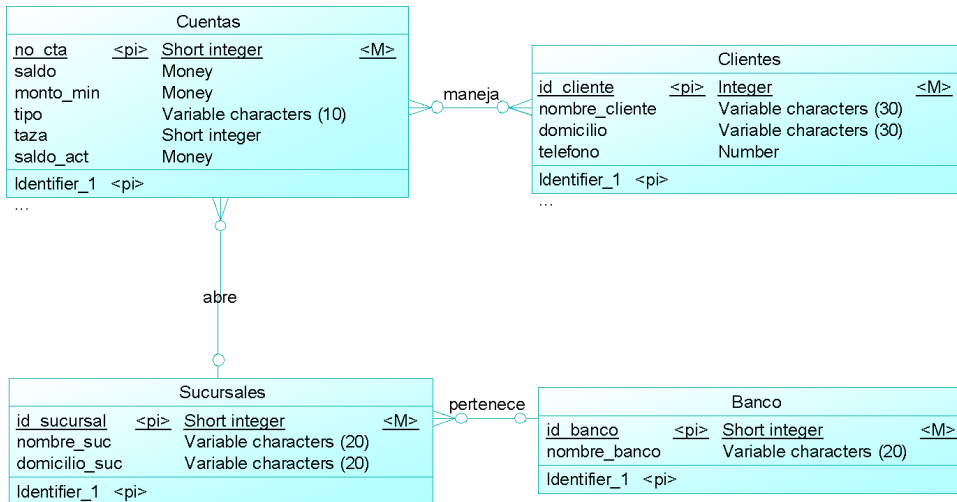 Cuentas
no_cta <pi> Short integer <M>
saldo Money
monto_min Money
tipo Variable characters (10)
taza Short integer
saldo_act Money
Identifier_1 <pi>
...
maneja
Clientes
id_cliente <pi> Integer <M>
nombre_cliente Variable characters (30)
domicilio Variable characters (30)
telefono Number
Identifier_1 <pi>
...
abre
Sucursales
id_sucursal <pi> Short integer <M>
nombre_suc Variable characters (20)
domicilio_suc Variable characters (20)
Identifier_1 <pi>
pertenece
Banco
id_banco <pi> Short integer <M>
nombre_banco Variable characters (20)
Identifier_1 <pi>